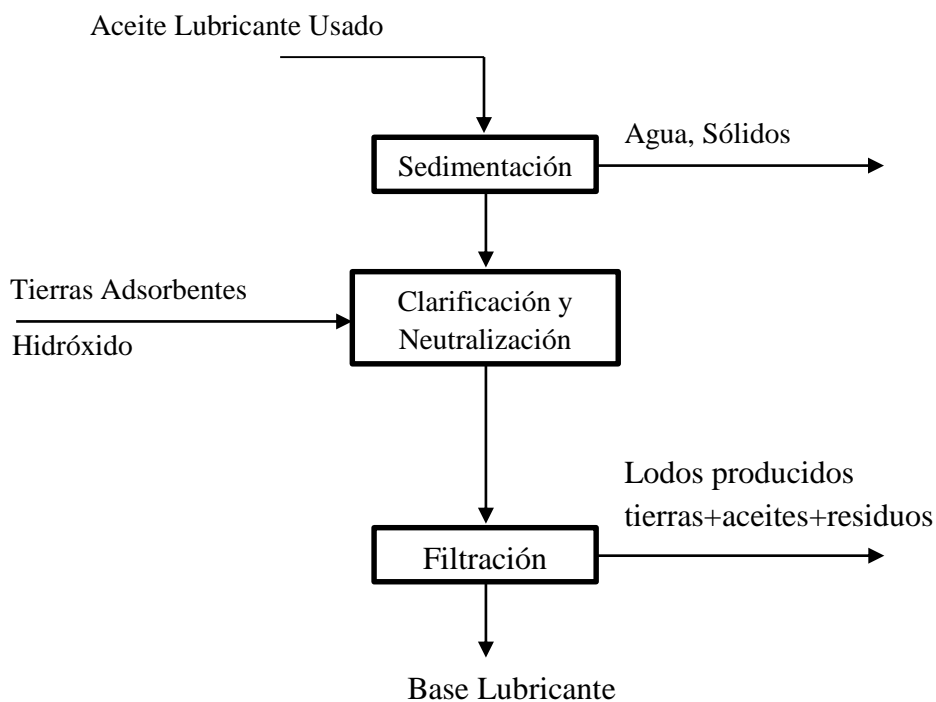 Aceite Lubricante Usado
Agua, Sólidos
Sedimentación
Tierras Adsorbentes
Hidróxido
Clarificación y
Neutralización
Lodos producidos
tierras+aceites+residuos
Filtración
Base Lubricante